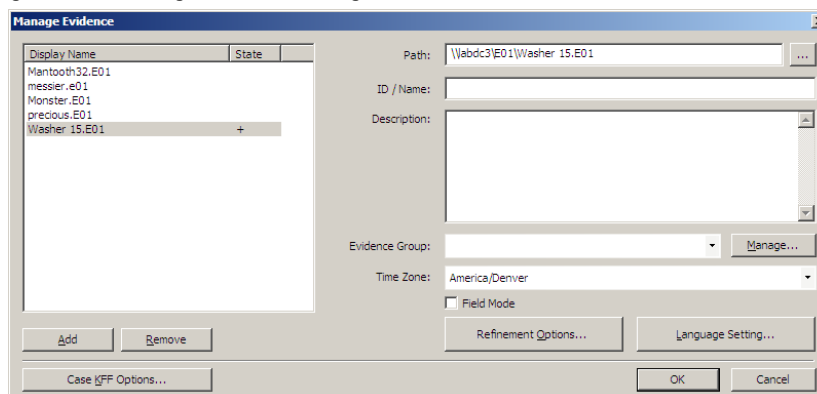 Manage Evidence
Display Name State
Mantooth32.E01
messier.e01
Monster.E01
precious.E01
Washer 15.E01 +
Path: \\labdc3\E01\Washer 15.E01 ...
ID / Name:
Description:
Evidence Group: Manage...
Time Zone: America/Denver
Field Mode
Refinement Options... Language Setting...
Add Remove
Case KFF Options... OK Cancel